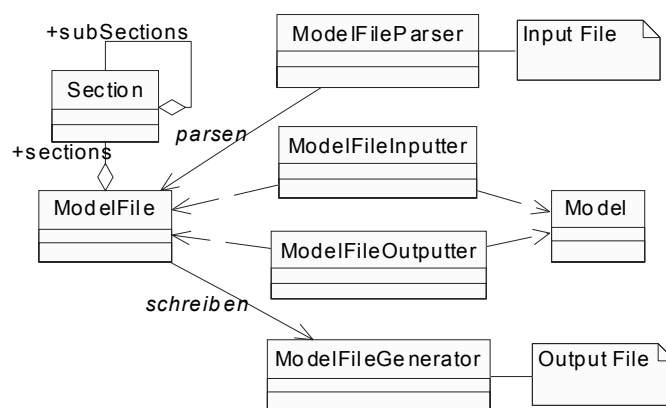 +subSections
ModelFileParser
Input File
Section
parsen
+sections
ModelFileInputter
ModelFile
Model
ModelFileOutputter
schreiben
ModelFileGenerator
Output File